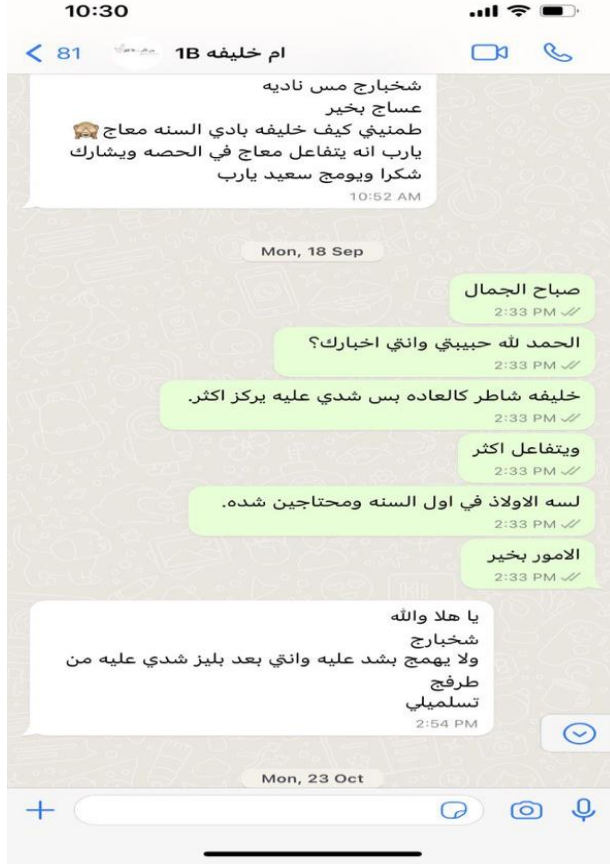 10:30
81
ام خليفه 1B
شخبارج مس ناديه
عساج بخير
طمنيني كيف خليفه بادي السنه معاج 🙈
يارب انه يتفاعل معاج في الحصه ويشارك
شكرا ويومج سعيد يارب
10:52 AM
Mon, 18 Sep
صباح الجمال
2:33 PM
الحمد لله حبيبتي وانتي اخبارك؟
2:33 PM
خليفه شاطر كالعاده بس شدي عليه يركز اكثر.
2:33 PM
ويتفاعل اكثر
2:33 PM
لسه الاولاذ في اول السنه ومحتاجين شده.
2:33 PM
الامور بخير
2:33 PM
يا هلا والله
شخبارج
ولا يهمج بشد عليه وانتي بعد بليز شدي عليه من
طرفج
تسلميلي
2:54 PM
Mon, 23 Oct